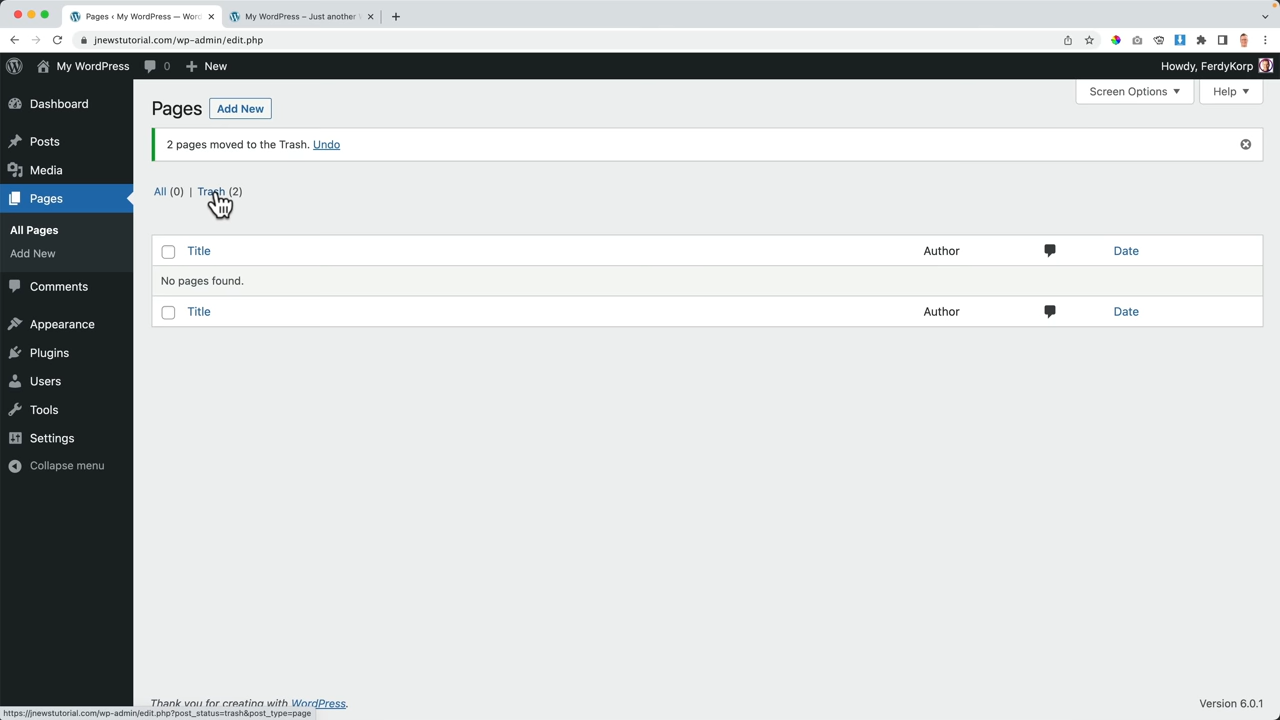 Pages ‹ My WordPress — Word
My WordPress – Just another
jnewstutorial.com/wp-admin/edit.php
My WordPress
0
New
Howdy, FerdyKorp
Dashboard
Posts
Media
Pages
All Pages
Add New
Comments
Appearance
Plugins
Users
Tools
Settings
Collapse menu
Screen Options
Help
Pages
Add New
2 pages moved to the Trash. Undo
All (0) | Trash (2)
Title Author Date
No pages found.
Title Author Date
Thank you for creating with WordPress.
Version 6.0.1
https://jnewstutorial.com/wp-admin/edit.php?post_status=trash&post_type=page